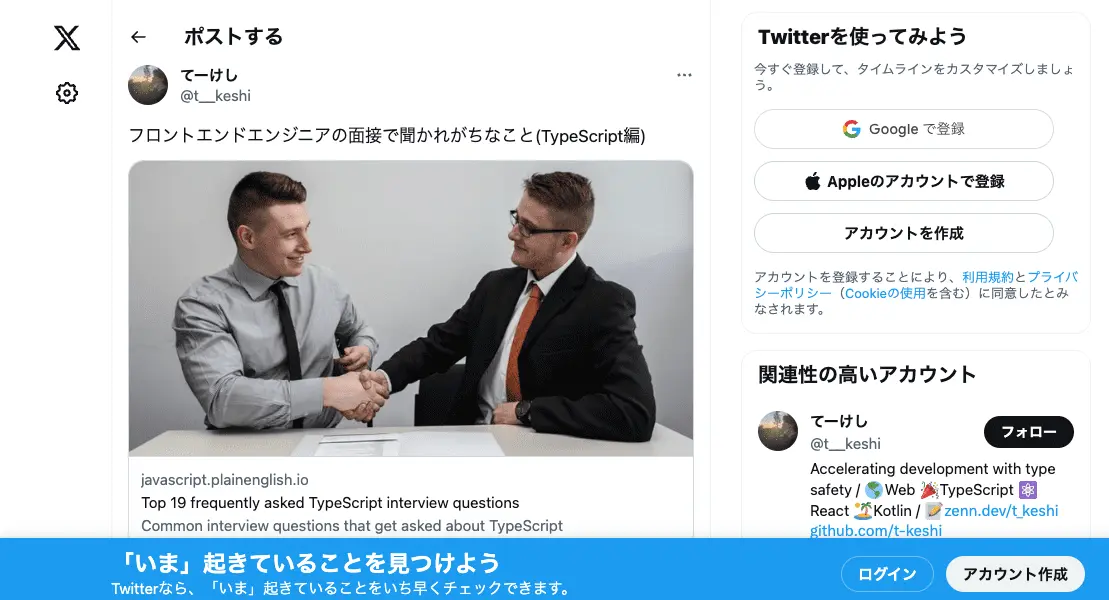 ポストする
てーけし
@t__keshi
フロントエンドエンジニアの面接で聞かれがちなこと(TypeScript編)
javascript.plainenglish.io
Top 19 frequently asked TypeScript interview questions
Common interview questions that get asked about TypeScript
Twitterを使ってみよう
今すぐ登録して、タイムラインをカスタマイズしましょ
う。
Google で登録
Appleのアカウントで登録
アカウントを作成
アカウントを登録することにより、利用規約とプライバ
シーポリシー（Cookieの使用を含む）に同意したとみ
なされます。
関連性の高いアカウント
てーけし
@t__keshi
フォロー
Accelerating development with type
safety / 🌎Web 🎉TypeScript ⚛️
React 🏝️Kotlin / 📝zenn.dev/t_keshi
github.com/t-keshi
「いま」起きていることを見つけよう
Twitterなら、「いま」起きていることをいち早くチェックできます。
ログイン
アカウント作成